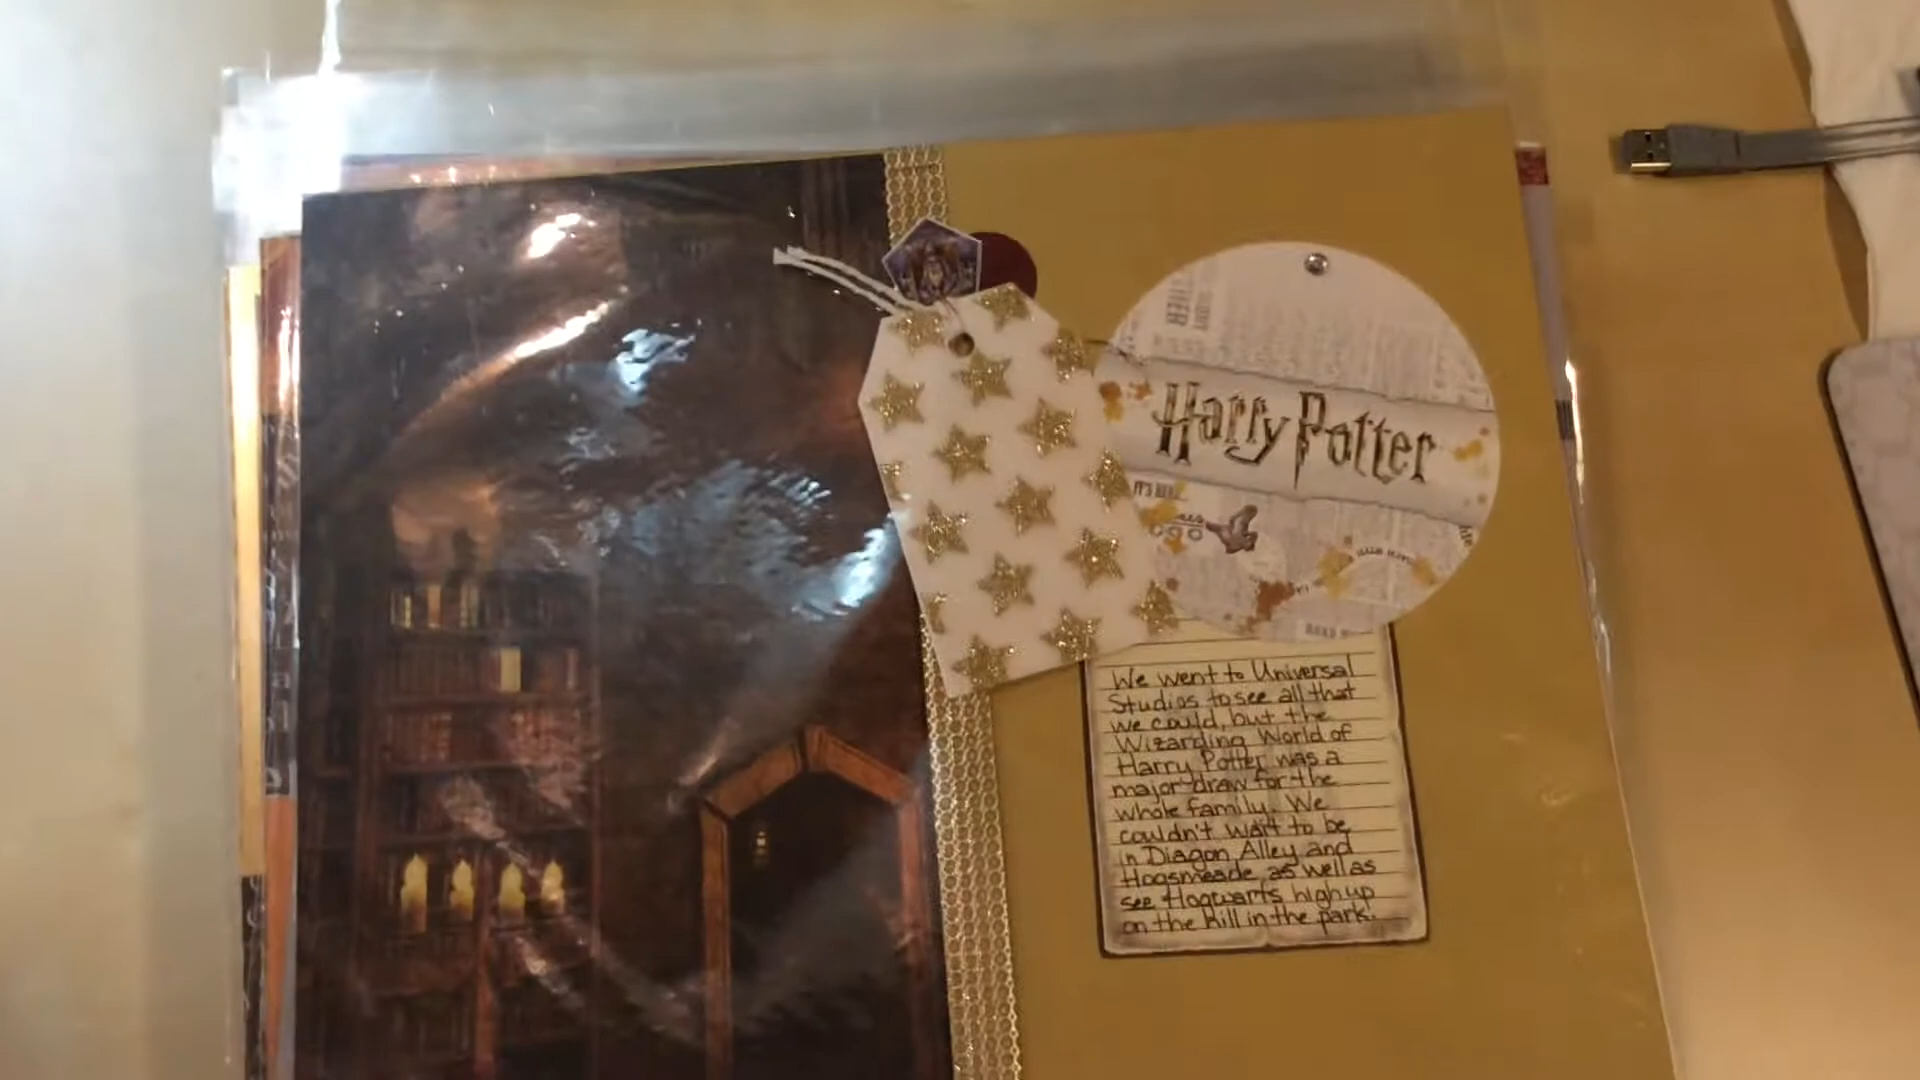 Harry Potter
IT'S HERE
We went to Universal
Studios to see all that
we could, but the
Wizarding World of
Harry Potter was a
major draw for the
whole family. We
couldn't wait to be
in Diagon Alley and
Hogsmeade, as well as
see Hogwarts high up
on the hill in the park.